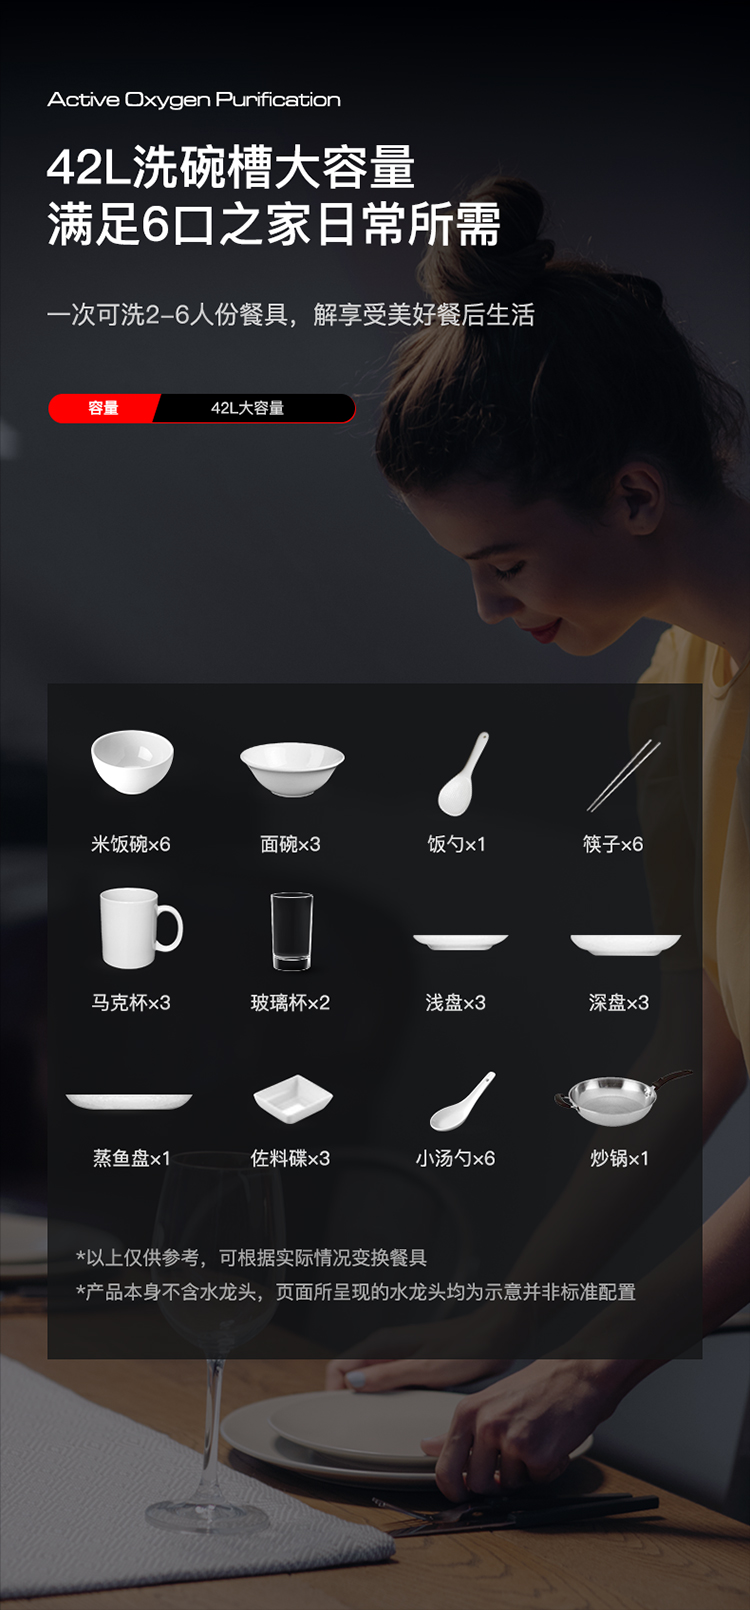 Active Oxygen Purification
42L洗碗槽大容量
满足6口之家日常所需
一次可洗2-6人份餐具，解享受美好餐后生活
容量 42L大容量
米饭碗×6 面碗×3 饭勺×1 筷子×6
马克杯×3 玻璃杯×2 浅盘×3 深盘×3
蒸鱼盘×1 佐料碟×3 小汤勺×6 炒锅×1
*以上仅供参考，可根据实际情况变换餐具
*产品本身不含水龙头，页面所呈现的水龙头均为示意并非标准配置